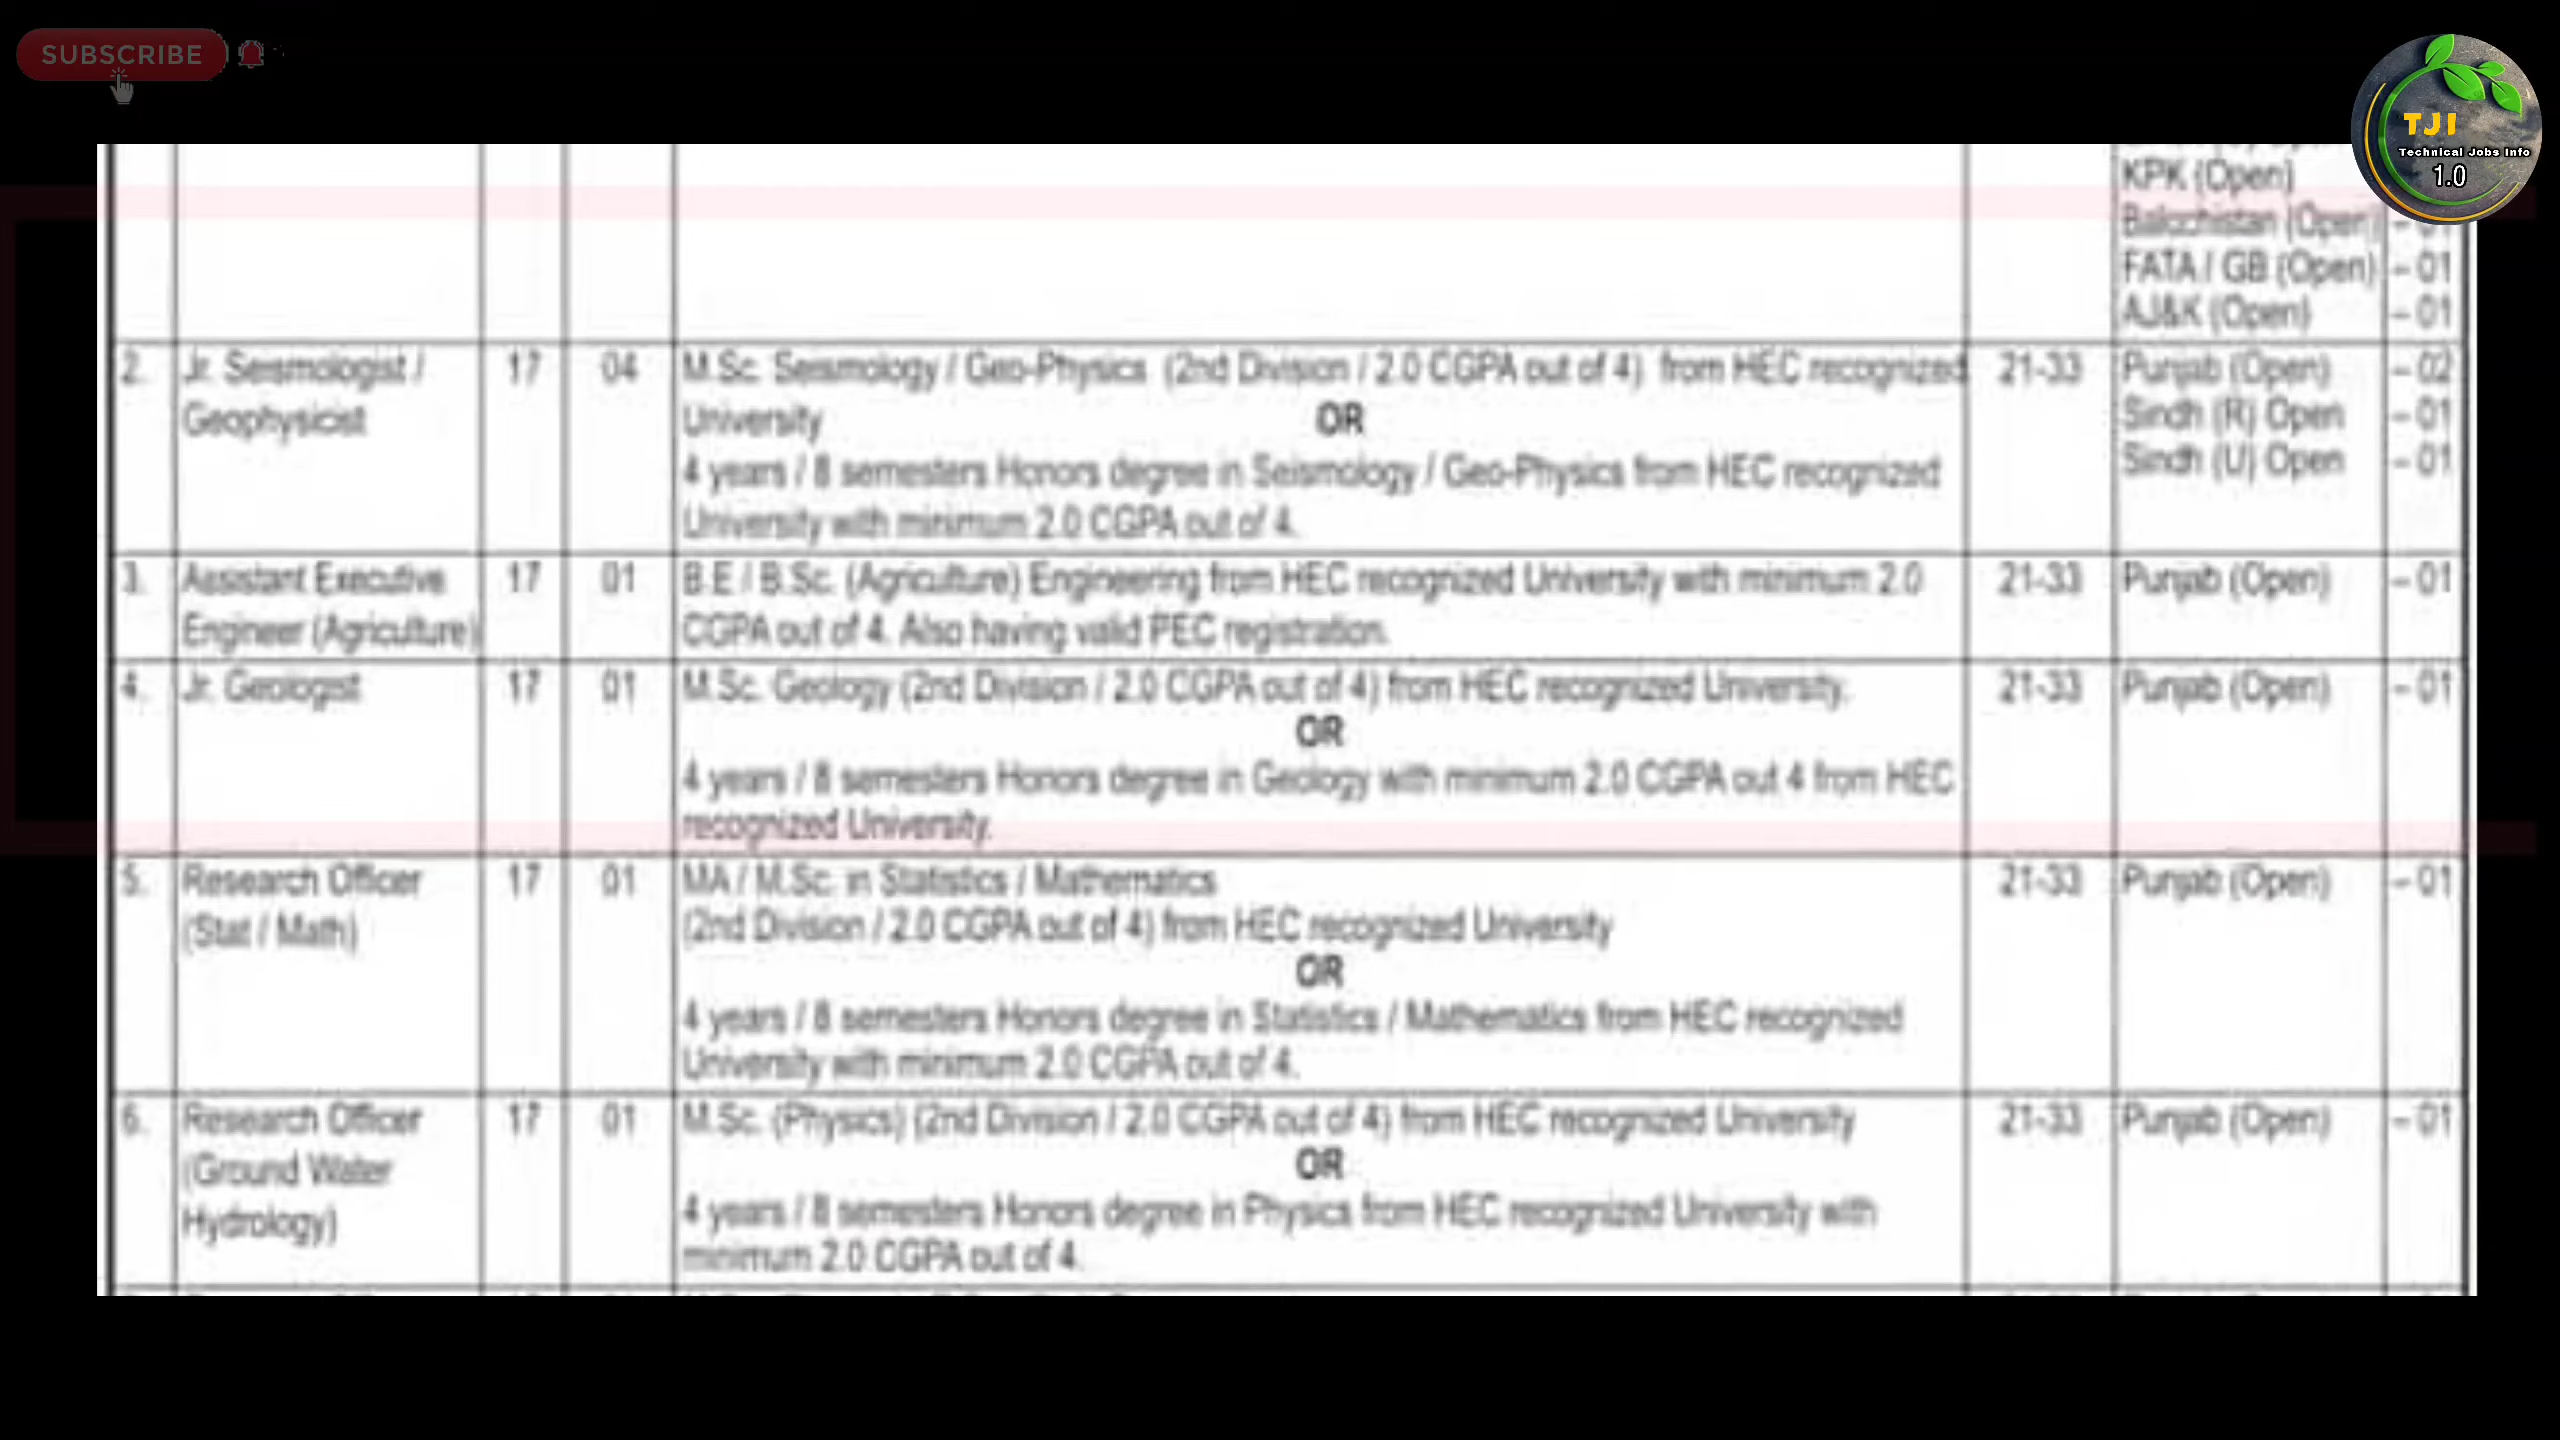 SUBSCRIBE
TJI
Technical Jobs Info
1.0
KPK (Open)
Balochistan (Open) – 01
FATA / GB (Open) – 01
AJ&K (Open) – 01
2. Jr. Seismologist / 17 04 M.Sc. Seismology / Geo-Physics (2nd Division / 2.0 CGPA out of 4) from HEC recognized 21-33 Punjab (Open) – 02
Geophysicist University OR Sindh (R) Open – 01
4 years / 8 semesters Honors degree in Seismology / Geo-Physics from HEC recognized Sindh (U) Open – 01
University with minimum 2.0 CGPA out of 4.
3. Assistant Executive 17 01 B.E / B.Sc. (Agriculture) Engineering from HEC recognized University with minimum 2.0 21-33 Punjab (Open) – 01
Engineer (Agriculture) CGPA out of 4. Also having valid PEC registration.
4. Jr. Geologist 17 01 M.Sc. Geology (2nd Division / 2.0 CGPA out of 4) from HEC recognized University. 21-33 Punjab (Open) – 01
OR
4 years / 8 semesters Honors degree in Geology with minimum 2.0 CGPA out 4 from HEC
recognized University.
5. Research Officer 17 01 MA / M.Sc. in Statistics / Mathematics 21-33 Punjab (Open) – 01
(Stat / Math) (2nd Division / 2.0 CGPA out of 4) from HEC recognized University
OR
4 years / 8 semesters Honors degree in Statistics / Mathematics from HEC recognized
University with minimum 2.0 CGPA out of 4.
6. Research Officer 17 01 M.Sc. (Physics) (2nd Division / 2.0 CGPA out of 4) from HEC recognized University 21-33 Punjab (Open) – 01
(Ground Water OR
Hydrology) 4 years / 8 semesters Honors degree in Physics from HEC recognized University with
minimum 2.0 CGPA out of 4.